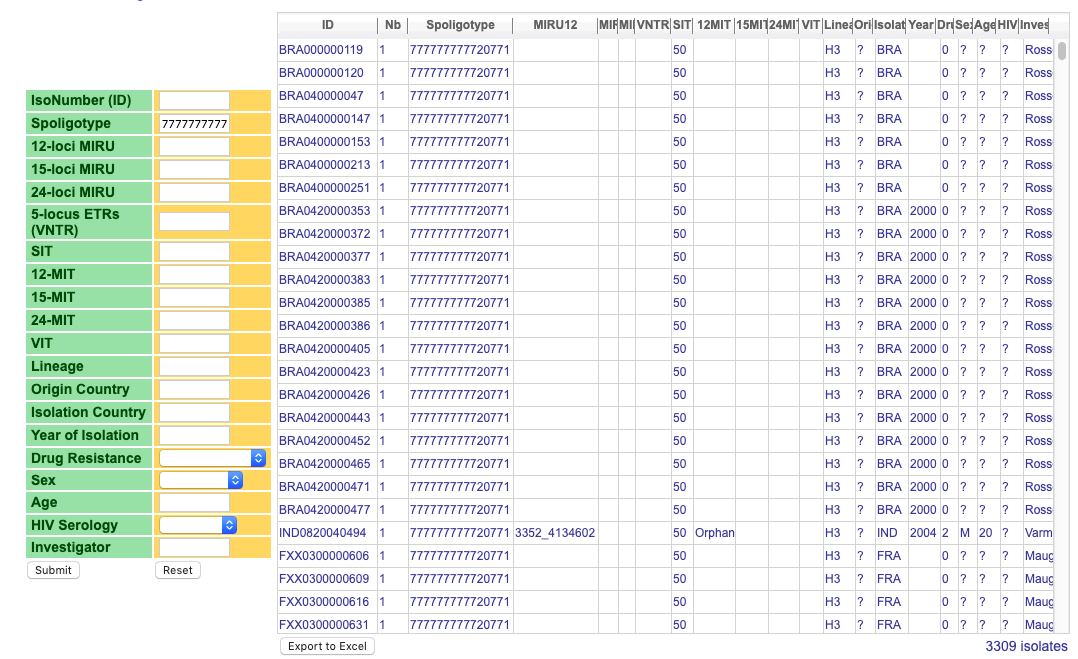 ID Nb Spoligotype MIRU12 MIF MI VNTR SIT 12MIT 15MIT 24MIT VIT Linea Ori Isolat Year Dru Se: Age HIV Inves
BRA000000119 1 777777777720771 50 H3 ? BRA 0 ? ? ? Ross
BRA000000120 1 777777777720771 50 H3 ? BRA 0 ? ? ? Ross
BRA040000047 1 777777777720771 50 H3 ? BRA 0 ? ? ? Ross
BRA0400000147 1 777777777720771 50 H3 ? BRA 0 ? ? ? Ross
BRA0400000153 1 777777777720771 50 H3 ? BRA 0 ? ? ? Ross
BRA0400000213 1 777777777720771 50 H3 ? BRA 0 ? ? ? Ross
BRA0400000251 1 777777777720771 50 H3 ? BRA 0 ? ? ? Ross
BRA0420000353 1 777777777720771 50 H3 ? BRA 2000 0 ? ? ? Ross
BRA0420000372 1 777777777720771 50 H3 ? BRA 2000 0 ? ? ? Ross
BRA0420000377 1 777777777720771 50 H3 ? BRA 2000 0 ? ? ? Ross
BRA0420000383 1 777777777720771 50 H3 ? BRA 2000 0 ? ? ? Ross
BRA0420000385 1 777777777720771 50 H3 ? BRA 2000 0 ? ? ? Ross
BRA0420000386 1 777777777720771 50 H3 ? BRA 2000 0 ? ? ? Ross
BRA0420000405 1 777777777720771 50 H3 ? BRA 2000 0 ? ? ? Ross
BRA0420000423 1 777777777720771 50 H3 ? BRA 2000 0 ? ? ? Ross
BRA0420000426 1 777777777720771 50 H3 ? BRA 2000 0 ? ? ? Ross
BRA0420000443 1 777777777720771 50 H3 ? BRA 2000 0 ? ? ? Ross
BRA0420000452 1 777777777720771 50 H3 ? BRA 2000 0 ? ? ? Ross
BRA0420000465 1 777777777720771 50 H3 ? BRA 2000 0 ? ? ? Ross
BRA0420000471 1 777777777720771 50 H3 ? BRA 2000 0 ? ? ? Ross
BRA0420000477 1 777777777720771 50 H3 ? BRA 2000 0 ? ? ? Ross
IND0820040494 1 777777777720771 3352_4134602 50 Orphan H3 ? IND 2004 2 M 20 ? Varm
FXX0300000606 1 777777777720771 50 H3 ? FRA 0 ? ? ? Maug
FXX0300000609 1 777777777720771 50 H3 ? FRA 0 ? ? ? Maug
FXX0300000616 1 777777777720771 50 H3 ? FRA 0 ? ? ? Maug
FXX0300000631 1 777777777720771 50 H3 ? FRA 0 ? ? ? Maug
Export to Excel
3309 isolates
IsoNumber (ID)
Spoligotype 7777777777
12-loci MIRU
15-loci MIRU
24-loci MIRU
5-locus ETRs
(VNTR)
SIT
12-MIT
15-MIT
24-MIT
VIT
Lineage
Origin Country
Isolation Country
Year of Isolation
Drug Resistance
Sex
Age
HIV Serology
Investigator
Submit Reset